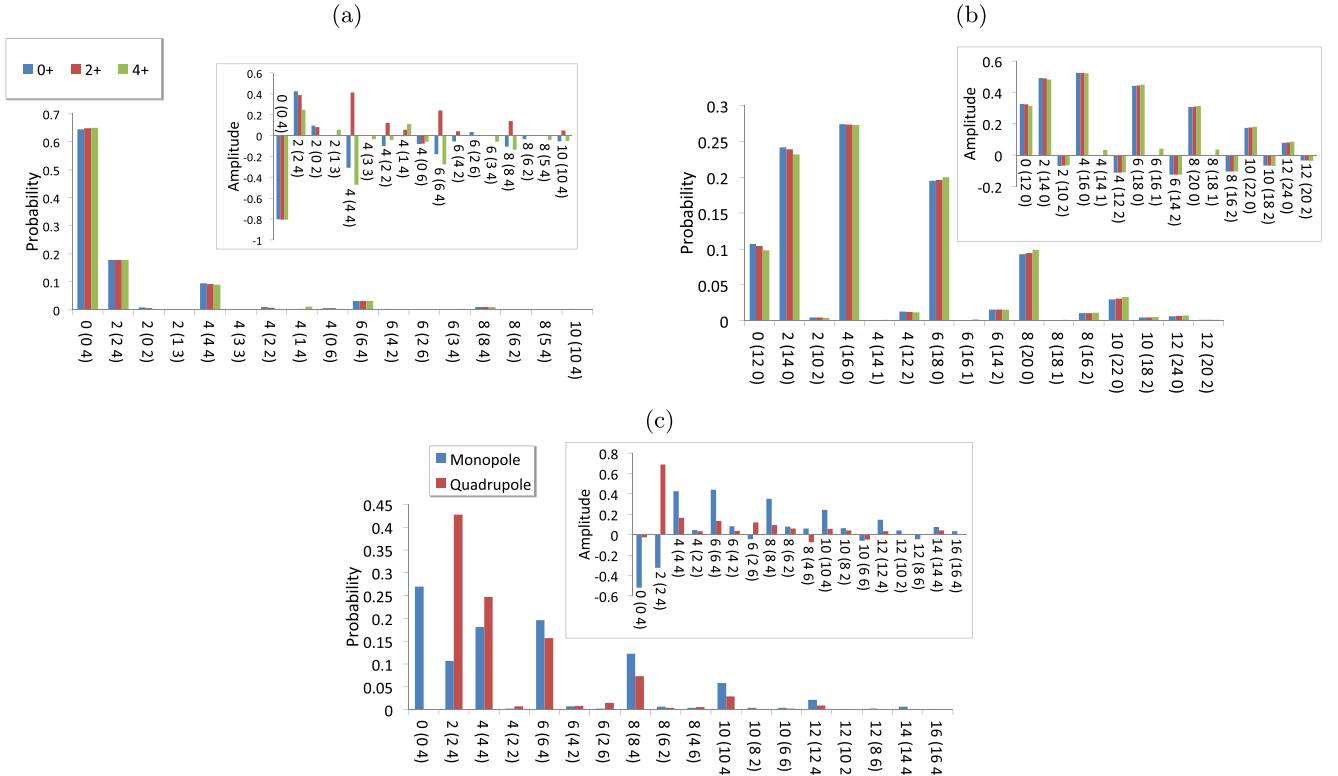 (a)
0+ 2+ 4+
Probability
0.7
0.6
0.5
0.4
0.3
0.2
0.1
0
0 (0 4)
2 (2 4)
2 (0 2)
2 (1 3)
4 (4 4)
4 (3 3)
4 (2 2)
4 (1 4)
4 (0 6)
6 (6 4)
6 (4 2)
6 (2 6)
6 (3 4)
8 (8 4)
8 (6 2)
8 (5 4)
10 (10 4)
Amplitude
0.6
0.4
0.2
0
-0.2
-0.4
-0.6
-0.8
-1
0 (0 4)
2 (2 4)
2 (0 2)
2 (1 3)
4 (4 4)
4 (3 3)
4 (2 2)
4 (1 4)
4 (0 6)
6 (6 4)
6 (4 2)
6 (2 6)
6 (3 4)
8 (8 4)
8 (6 2)
8 (5 4)
10 (10 4)
(b)
Probability
0.3
0.25
0.2
0.15
0.1
0.05
0
0 (12 0)
2 (14 0)
2 (10 2)
4 (16 0)
4 (14 1)
4 (12 2)
6 (18 0)
6 (16 1)
6 (14 2)
8 (20 0)
8 (18 1)
8 (16 2)
10 (22 0)
10 (18 2)
12 (24 0)
12 (20 2)
Amplitude
0.6
0.4
0.2
0
-0.2
0 (12 0)
2 (14 0)
2 (10 2)
4 (16 0)
4 (14 1)
4 (12 2)
6 (18 0)
6 (16 1)
6 (14 2)
8 (20 0)
8 (18 1)
8 (16 2)
10 (22 0)
10 (18 2)
12 (24 0)
12 (20 2)
(c)
Monopole
Quadrupole
Probability
0.45
0.4
0.35
0.3
0.25
0.2
0.15
0.1
0.05
0
0 (0 4)
2 (2 4)
4 (4 4)
4 (2 2)
6 (6 4)
6 (4 2)
6 (2 6)
8 (8 4)
8 (6 2)
8 (4 6)
10 (10 4
10 (8 2)
10 (6 6)
12 (12 4
12 (10 2
12 (8 6)
14 (14 4
16 (16 4
Amplitude
0.8
0.6
0.4
0.2
0
-0.2
-0.4
-0.6
0 (0 4)
2 (2 4)
4 (4 4)
4 (2 2)
6 (6 4)
6 (4 2)
6 (2 6)
8 (8 4)
8 (6 2)
8 (4 6)
10 (10 4)
10 (8 2)
10 (6 6)
12 (12 4)
12 (10 2)
12 (8 6)
14 (14 4)
16 (16 4)